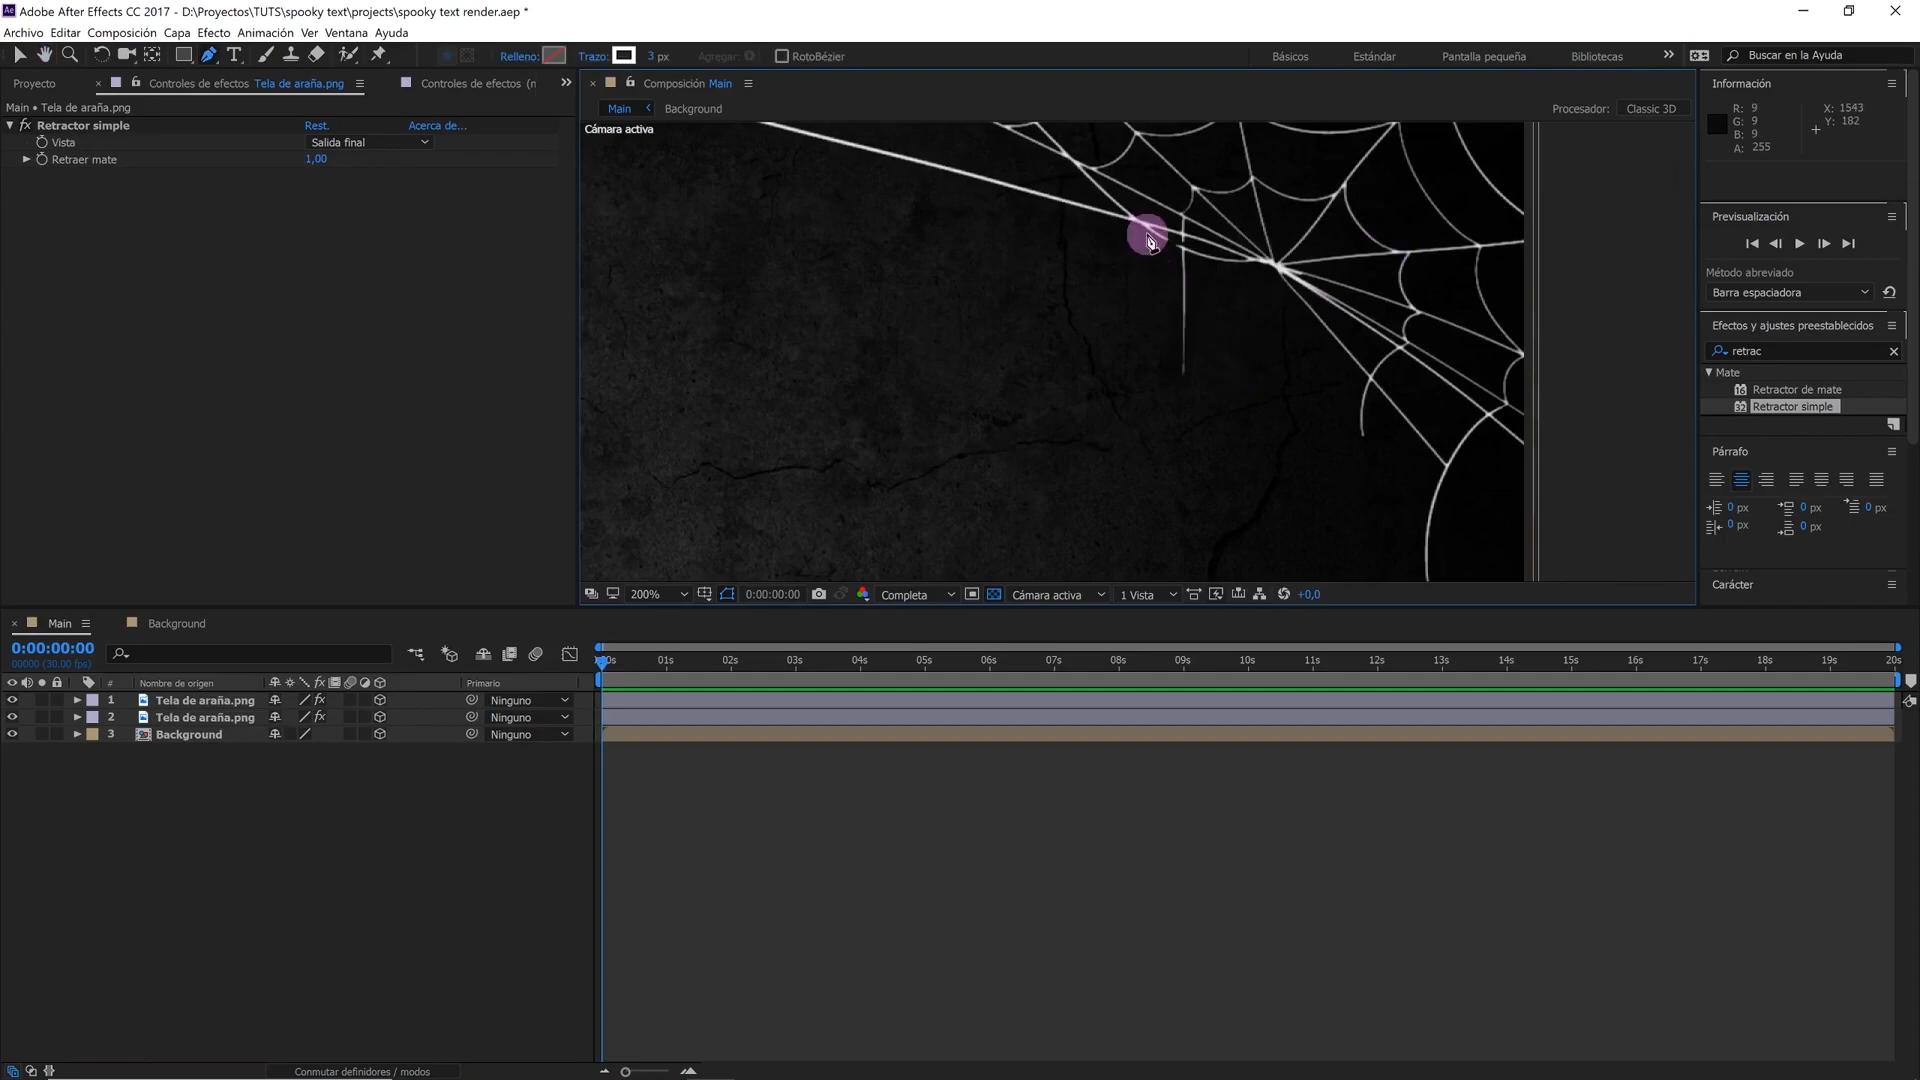 Adobe After Effects CC 2017 - D:\Proyectos\TUTS\spooky text\projects\spooky text render.aep *
Archivo Editar Composición Capa Efecto Animación Ver Ventana Ayuda
Relleno: Trazo: 3 px Agregar: RotoBézier Básicos Estándar Pantalla pequeña Bibliotecas Buscar en la Ayuda
Proyecto Controles de efectos Tela de araña.png Controles de efectos (n
Main • Tela de araña.png
Retractor simple Rest. Acerca de...
Vista Salida final
Retraer mate 1,00
Composición Main
Main Background Procesador: Classic 3D
Cámara activa
200% 0:00:00:00 Completa Cámara activa 1 Vista +0,0
Información
R: 9 X: 1543
G: 9 Y: 182
B: 9
A: 255
Previsualización
Método abreviado
Barra espaciadora
Efectos y ajustes preestablecidos
retrac
Mate
16 Retractor de mate
32 Retractor simple
Párrafo
0 px 0 px 0 px
0 px 0 px
Carácter
Main Background
0:00:00:00
00000 (30.00 fps)
01s 02s 03s 04s 05s 06s 07s 08s 09s 10s 11s 12s 13s 14s 15s 16s 17s 18s 19s 20s
# Nombre de origen Primario
1 Tela de araña.png Ninguno
2 Tela de araña.png Ninguno
3 Background Ninguno
Conmutar definidores / modos